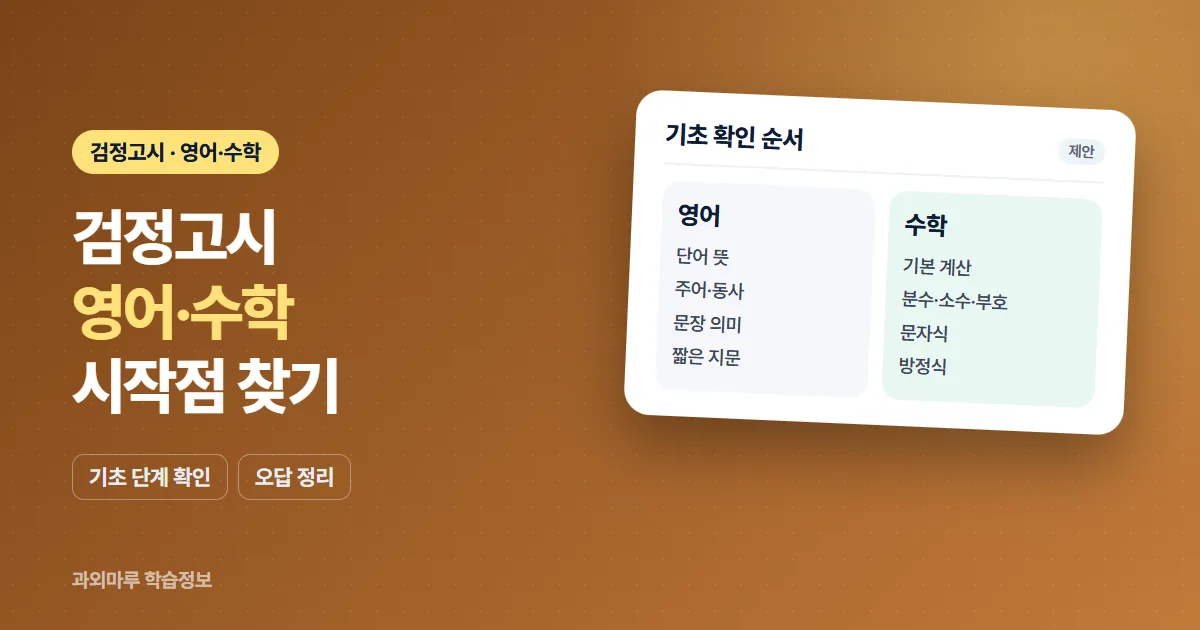 검정고시 · 영어·수학
검정고시
영어·수학
시작점 찾기
기초 단계 확인
오답 정리
과외마루 학습정보
기초 확인 순서
제안
영어
단어 뜻
주어·동사
문장 의미
짧은 지문
수학
기본 계산
분수·소수·부호
문자식
방정식